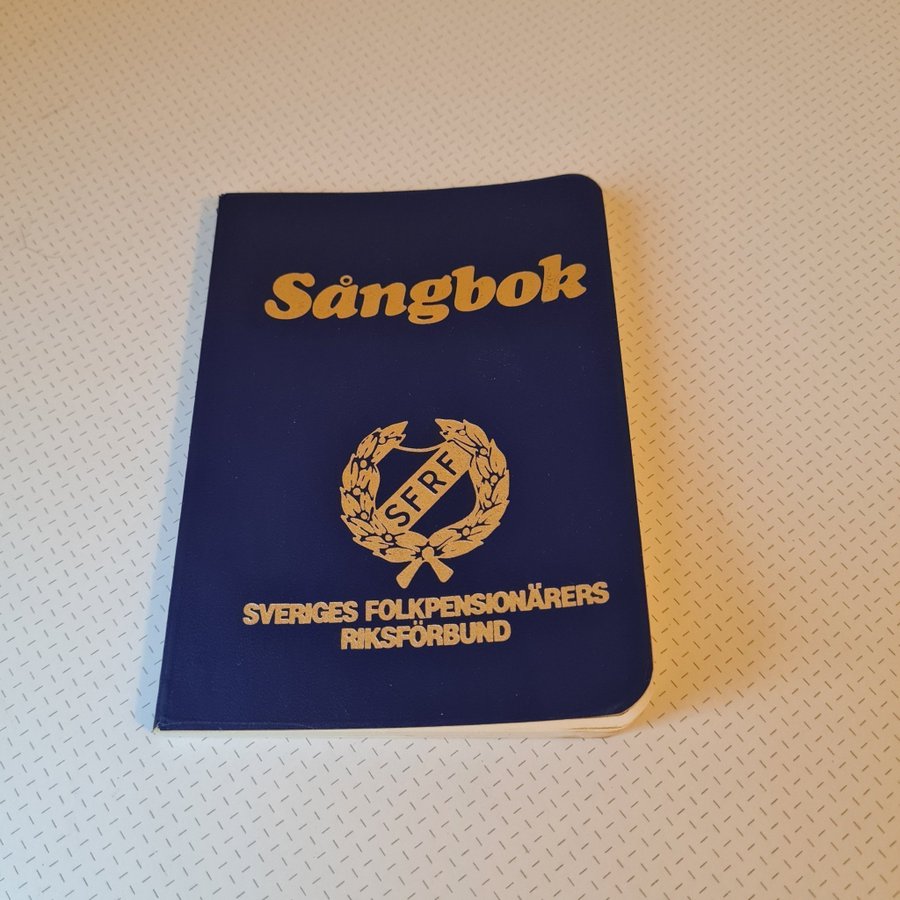 Sångbok
SFRF
SVERIGES FOLKPENSIONÄRERS
RIKSFÖRBUND